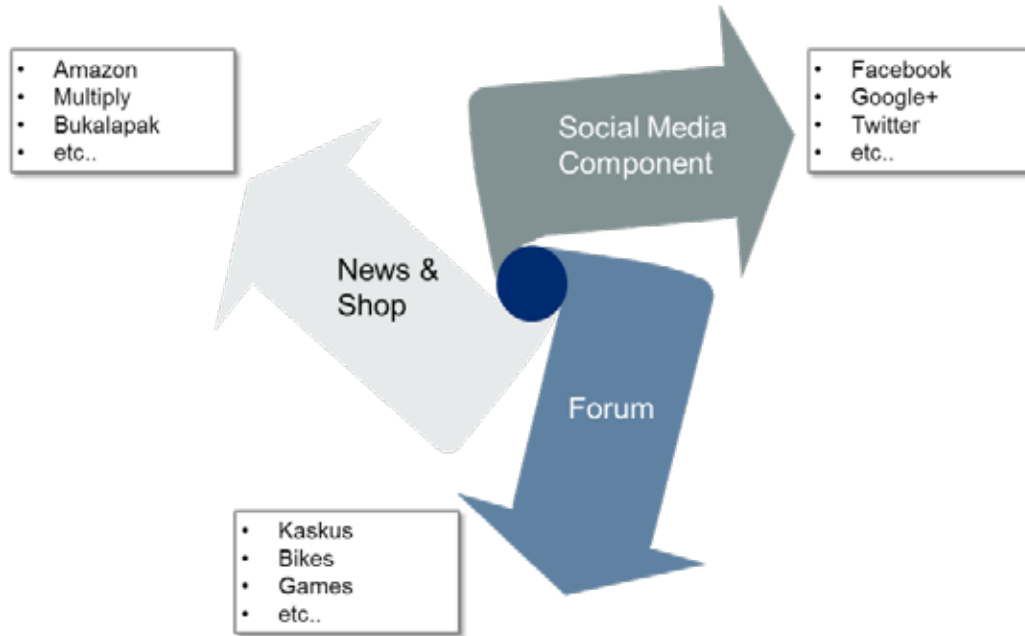 • Amazon
• Multiply
• Bukalapak
• etc..
Social Media
Component
• Facebook
• Google+
• Twitter
• etc..
News &
Shop
Forum
• Kaskus
• Bikes
• Games
• etc..